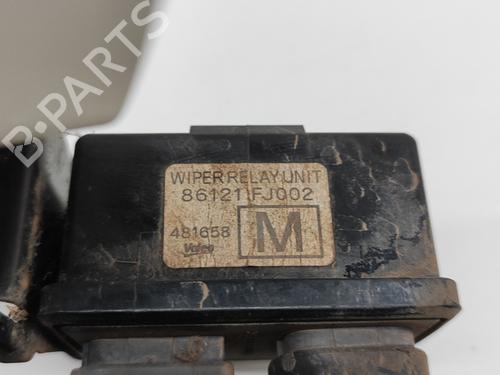 B-PARTS
WIPER RELAY UNIT
86121 FJ002
481658
M
Valeo